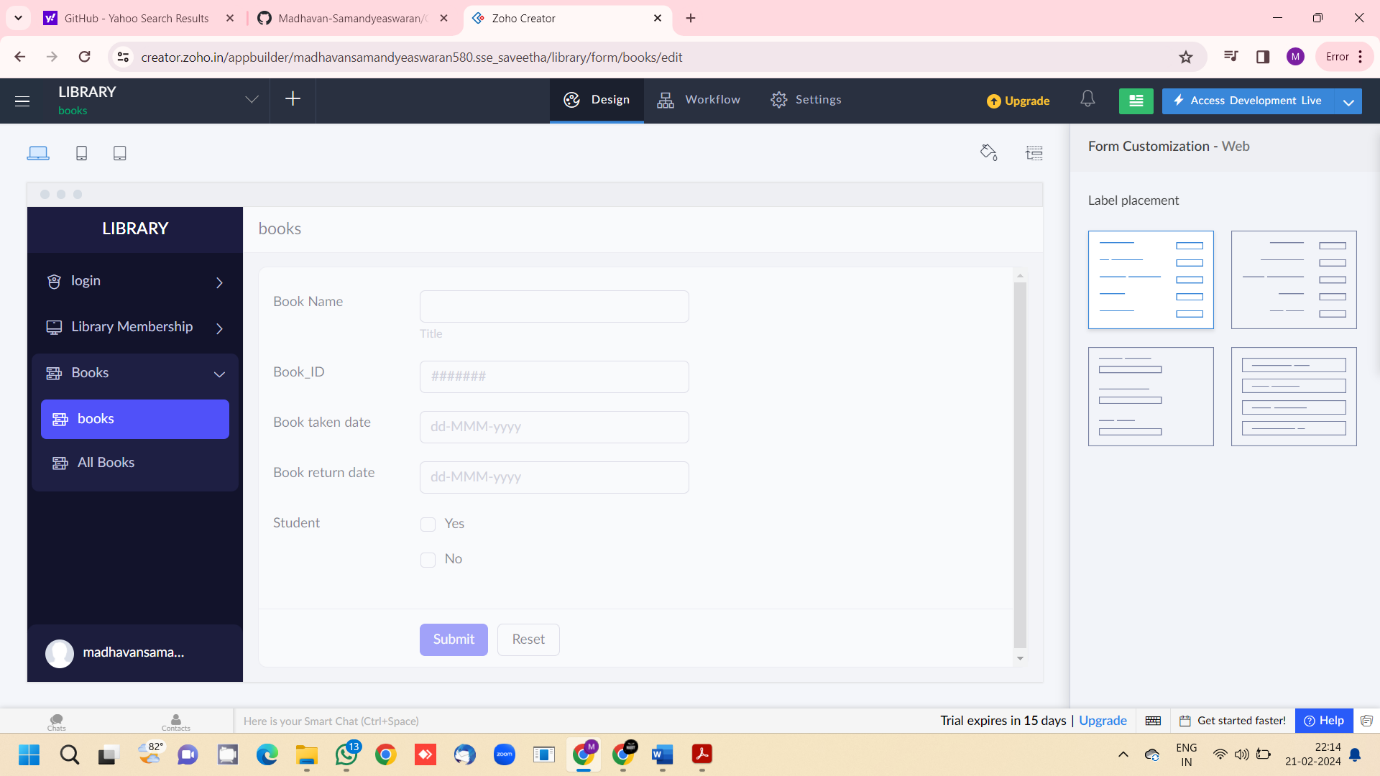 GitHub - Yahoo Search Results
Madhavan-Samandyeaswaran/
Zoho Creator
creator.zoho.in/appbuilder/madhavansamandyeaswaran580.sse_saveetha/library/form/books/edit
M
Error
LIBRARY
books
Design
Workflow
Settings
Upgrade
Access Development Live
Form Customization - Web
Label placement
LIBRARY
books
login
Library Membership
Books
books
All Books
Book Name
Title
Book_ID
#######
Book taken date
dd-MMM-yyyy
Book return date
dd-MMM-yyyy
Student
Yes
No
Submit
Reset
madhavansama...
Chats
Contacts
Here is your Smart Chat (Ctrl+Space)
Trial expires in 15 days | Upgrade
Get started faster!
Help
82°
13
zoom
M
W
ENG
IN
22:14
21-02-2024